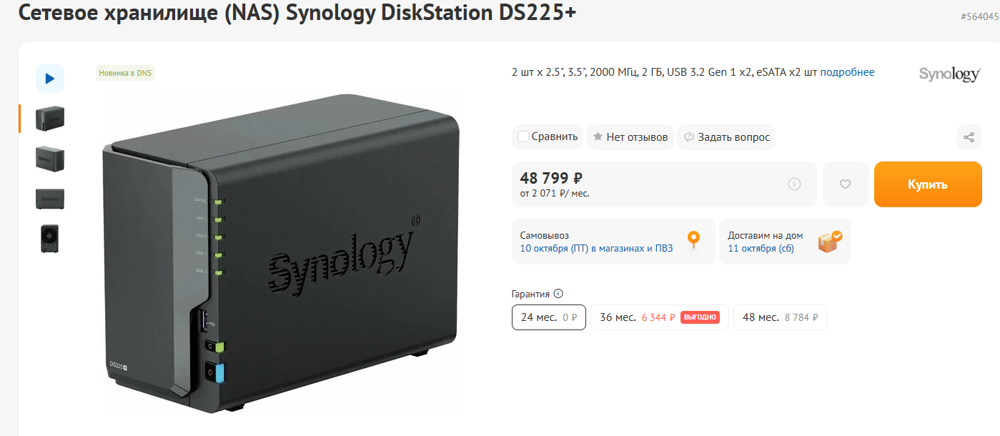 Сетевое хранилище (NAS) Synology DiskStation DS225+
#564045
Новинка в DNS
2 шт x 2.5", 3.5", 2000 МГц, 2 ГБ, USB 3.2 Gen 1 x2, eSATA x2 шт подробнее
Synology
Сравнить
Нет отзывов
Задать вопрос
48 799 ₽
от 2 071 ₽/ мес.
Купить
Самовывоз
10 октября (ПТ) в магазинах и ПВЗ
Доставим на дом
11 октября (сб)
Гарантия
24 мес. 0 ₽
36 мес. 6 344 ₽ ВЫГОДНО
48 мес. 8 784 ₽
STATUS
LAN 1
LAN 2
DISK 1
DISK 2
Synology®
C
DS225+